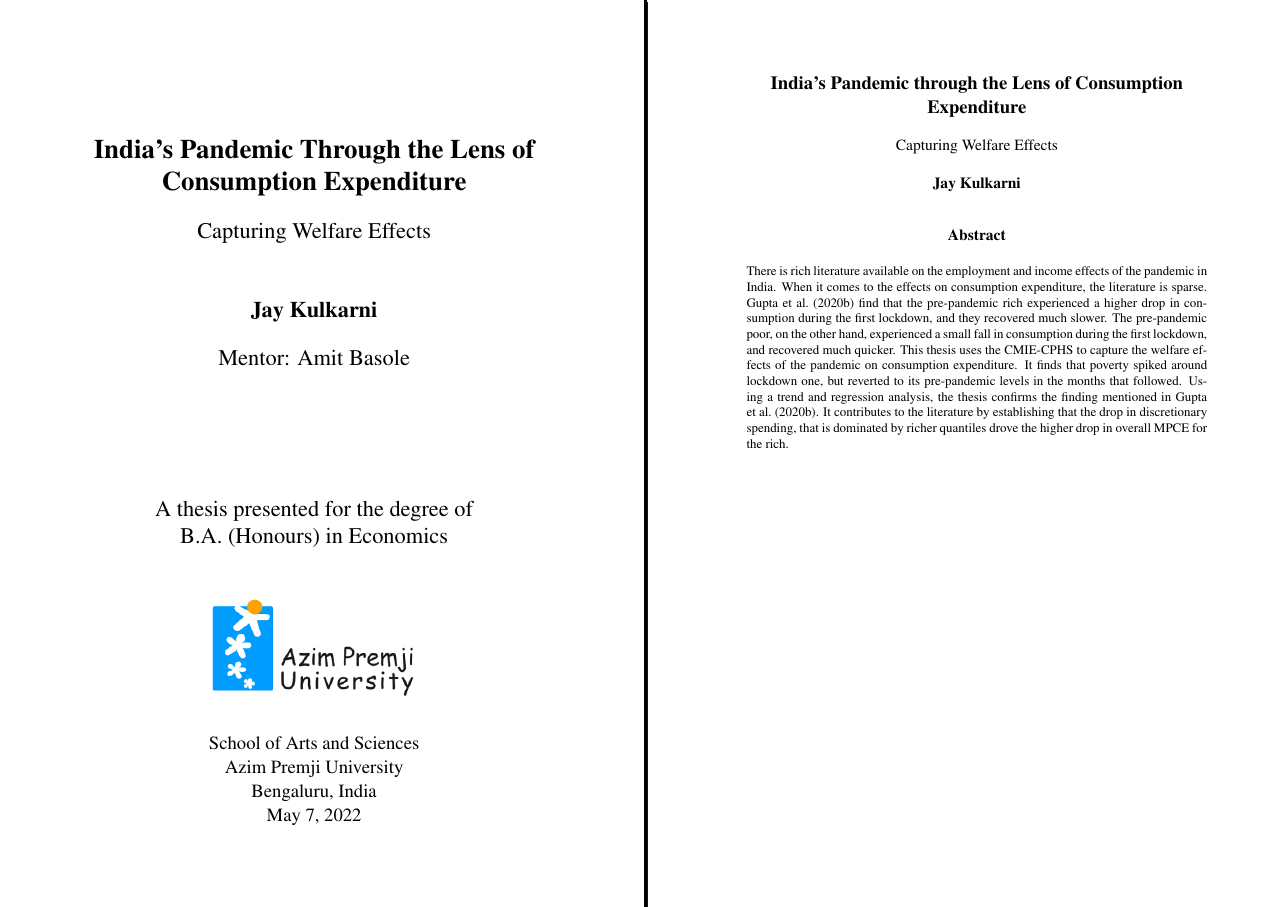 India’s Pandemic Through the Lens of
Consumption Expenditure
Capturing Welfare Effects
Jay Kulkarni
Mentor: Amit Basole
A thesis presented for the degree of
B.A. (Honours) in Economics
Azim Premji
University
School of Arts and Sciences
Azim Premji University
Bengaluru, India
May 7, 2022
India’s Pandemic through the Lens of Consumption
Expenditure
Capturing Welfare Effects
Jay Kulkarni
Abstract
There is rich literature available on the employment and income effects of the pandemic in
India. When it comes to the effects on consumption expenditure, the literature is sparse.
Gupta et al. (2020b) find that the pre-pandemic rich experienced a higher drop in con-
sumption during the first lockdown, and they recovered much slower. The pre-pandemic
poor, on the other hand, experienced a small fall in consumption during the first lockdown,
and recovered much quicker. This thesis uses the CMIE-CPHS to capture the welfare ef-
fects of the pandemic on consumption expenditure. It finds that poverty spiked around
lockdown one, but reverted to its pre-pandemic levels in the months that followed. Us-
ing a trend and regression analysis, the thesis confirms the finding mentioned in Gupta
et al. (2020b). It contributes to the literature by establishing that the drop in discretionary
spending, that is dominated by richer quantiles drove the higher drop in overall MPCE for
the rich.